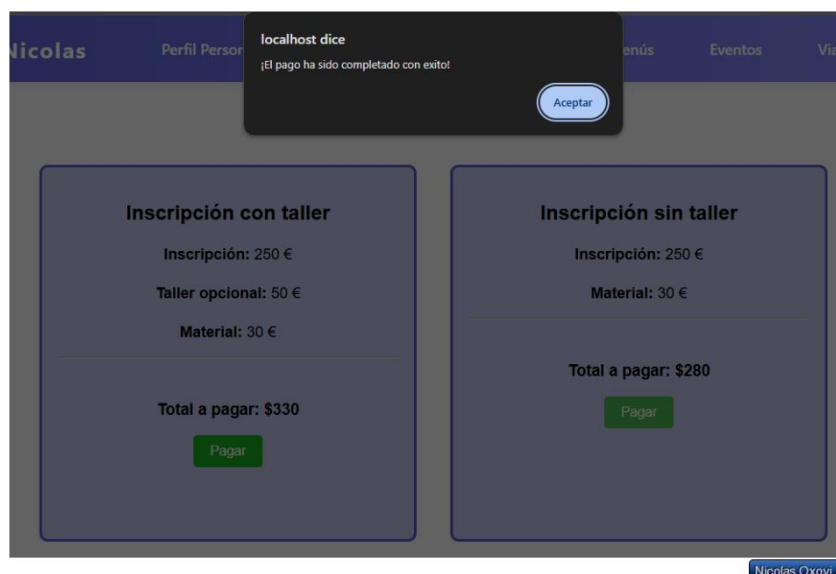 Nicolas
Perfil Person
enús
Eventos
Via
localhost dice
¡El pago ha sido completado con exito!
Aceptar
Inscripción con taller
Inscripción: 250 €
Taller opcional: 50 €
Material: 30 €
Total a pagar: $330
Pagar
Inscripción sin taller
Inscripción: 250 €
Material: 30 €
Total a pagar: $280
Pagar
Nicolas Oxovi